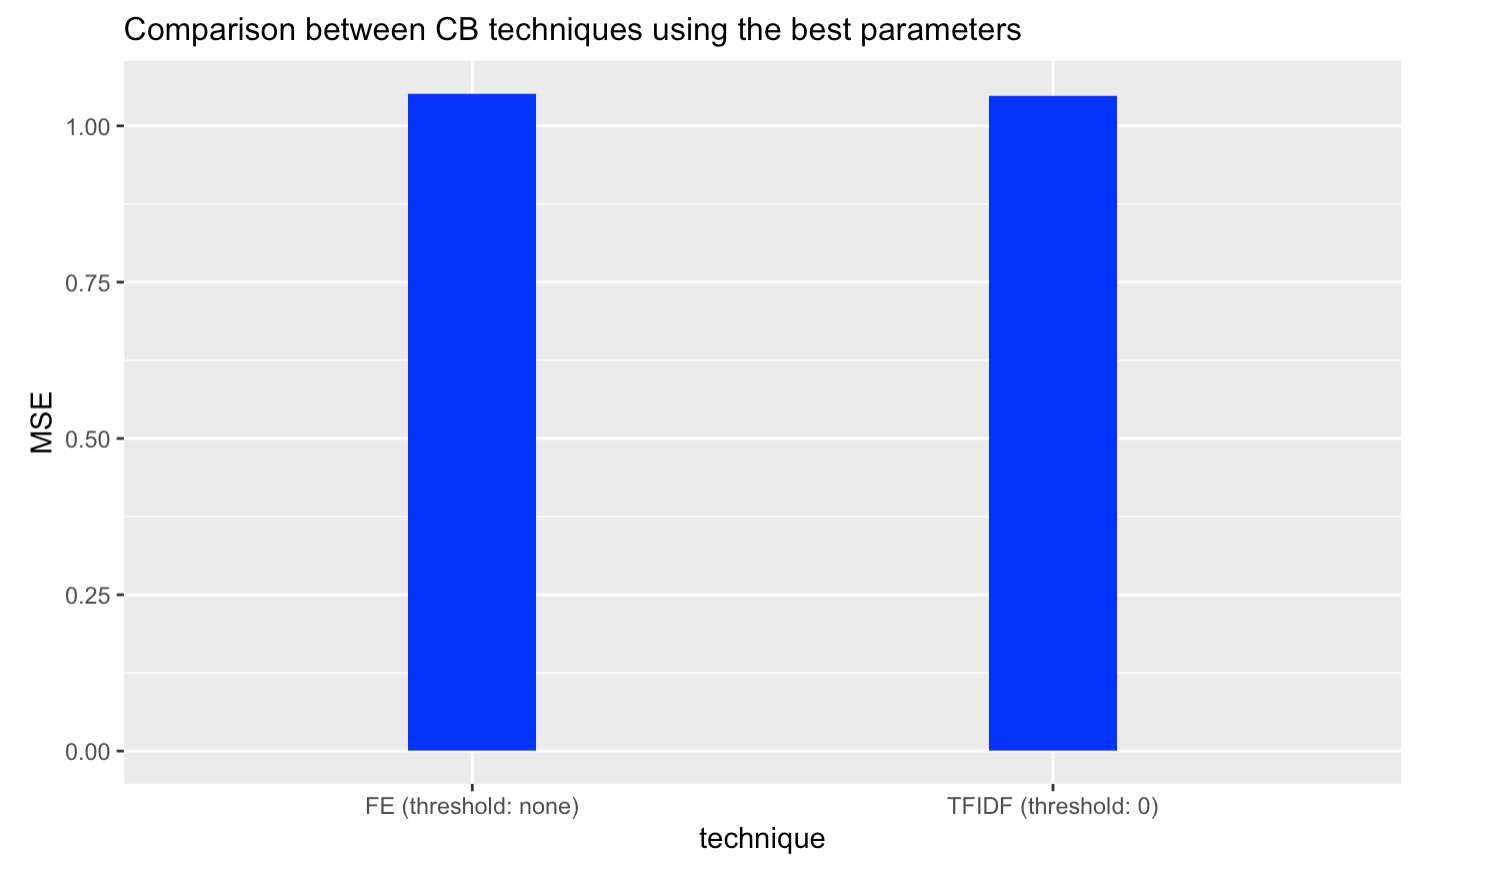 Comparison between CB techniques using the best parameters
MSE
1.00
0.75
0.50
0.25
0.00
FE (threshold: none)
TFIDF (threshold: 0)
technique